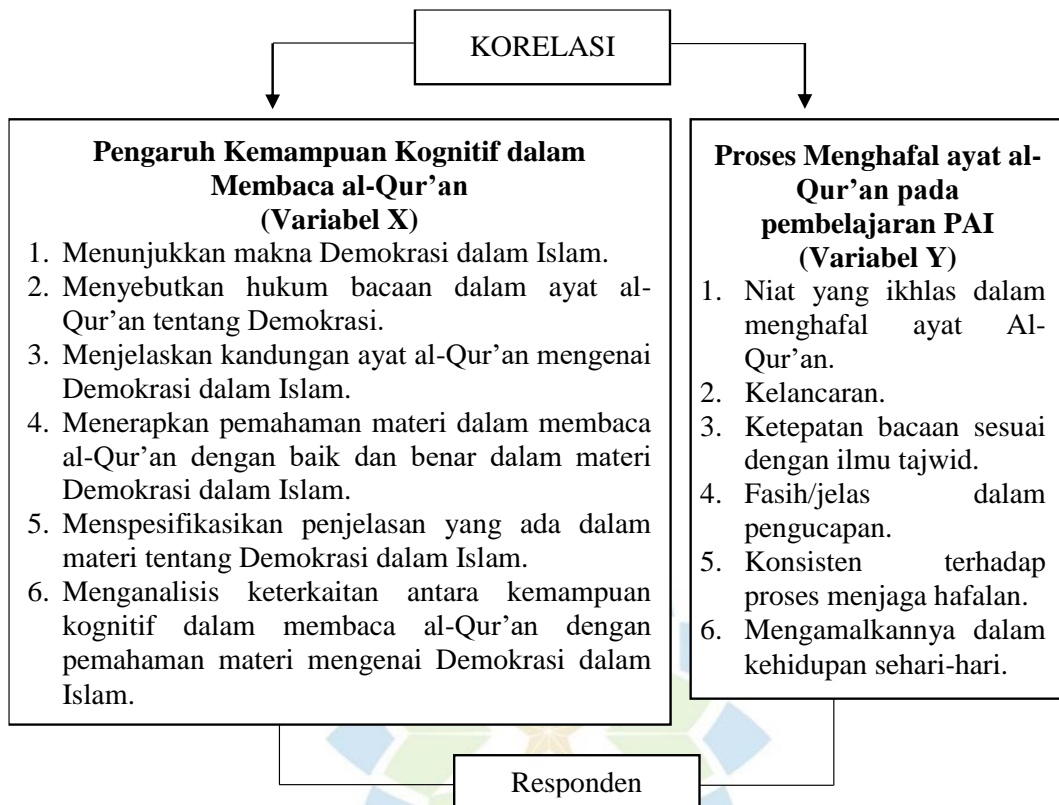 KORELASI
Pengaruh Kemampuan Kognitif dalam
Membaca al-Qur’an
(Variabel X)
1. Menunjukkan makna Demokrasi dalam Islam.
2. Menyebutkan hukum bacaan dalam ayat al-
Qur’an tentang Demokrasi.
3. Menjelaskan kandungan ayat al-Qur’an mengenai
Demokrasi dalam Islam.
4. Menerapkan pemahaman materi dalam membaca
al-Qur’an dengan baik dan benar dalam materi
Demokrasi dalam Islam.
5. Menspesifikasikan penjelasan yang ada dalam
materi tentang Demokrasi dalam Islam.
6. Menganalisis keterkaitan antara kemampuan
kognitif dalam membaca al-Qur’an dengan
pemahaman materi mengenai Demokrasi dalam
Islam.
Proses Menghafal ayat al-
Qur’an pada
pembelajaran PAI
(Variabel Y)
1. Niat yang ikhlas dalam
menghafal ayat Al-
Qur’an.
2. Kelancaran.
3. Ketepatan bacaan sesuai
dengan ilmu tajwid.
4. Fasih/jelas dalam
pengucapan.
5. Konsisten terhadap
proses menjaga hafalan.
6. Mengamalkannya dalam
kehidupan sehari-hari.
Responden